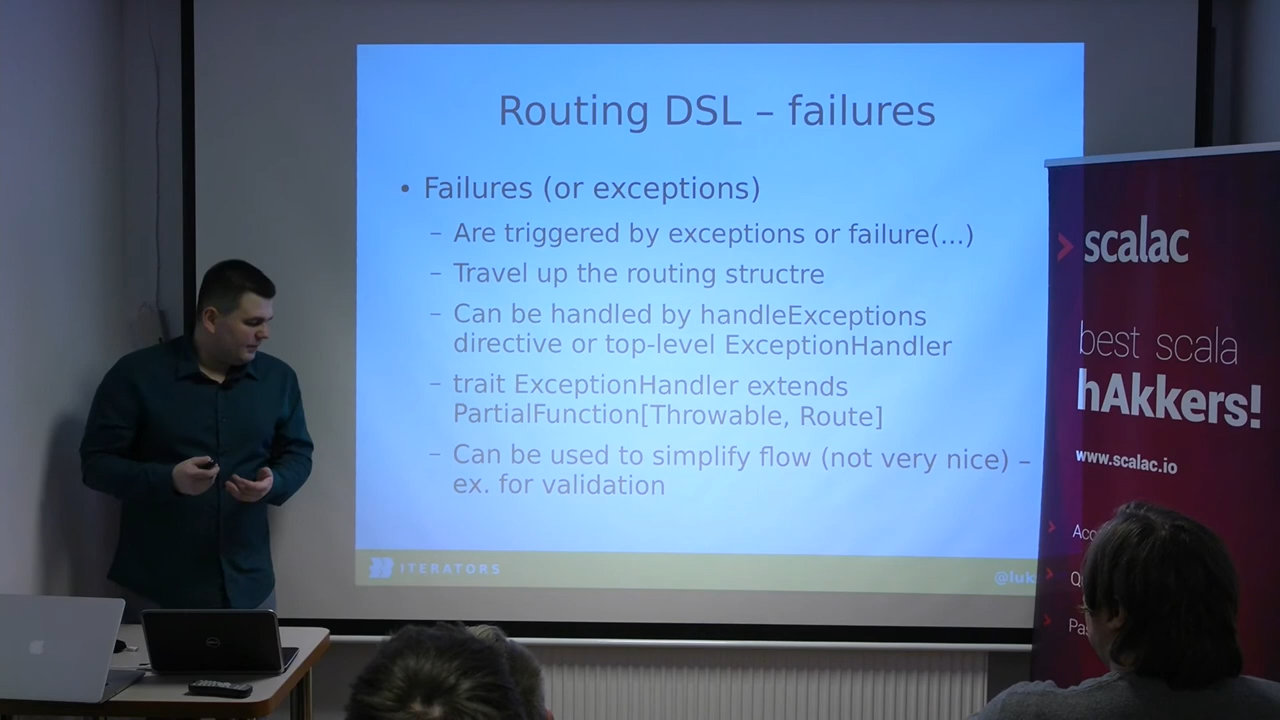 Routing DSL – failures
• Failures (or exceptions)
– Are triggered by exceptions or failure(...)
– Travel up the routing structre
– Can be handled by handleExceptions
directive or top-level ExceptionHandler
– trait ExceptionHandler extends
PartialFunction[Throwable, Route]
– Can be used to simplify flow (not very nice) –
ex. for validation
ITERATORS
@luk
scalac
best scala
hAkkers!
www.scalac.io